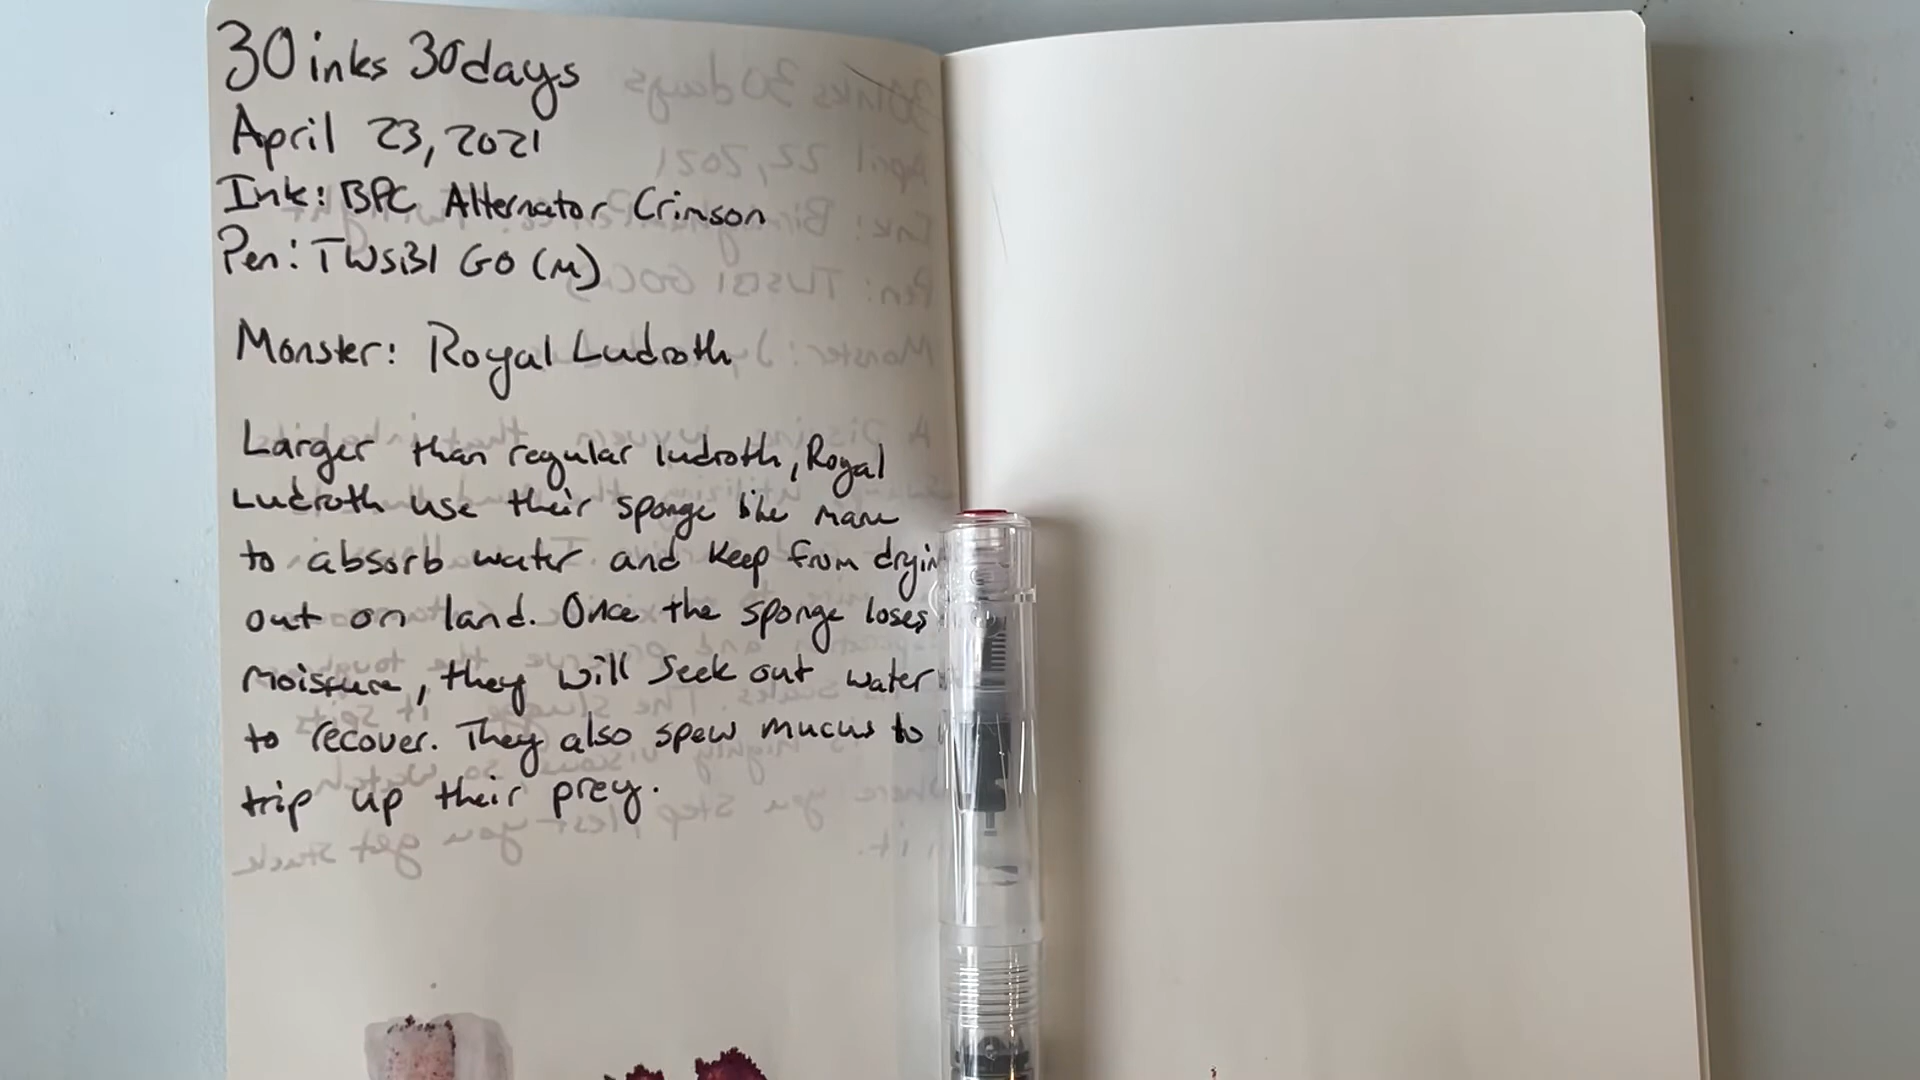 30 inks 30 days
April 23, 2021
Ink: BPC Alternator Crimson
Pen: TWSBI GO (M)
Monster: Royal Ludroth
Larger than regular ludroth, Royal
Ludroth use their sponge like mane
to absorb water and keep from dryin
out on land. Once the sponge loses
moisture, they will seek out water
to recover. They also spew mucus to
trip up their prey.